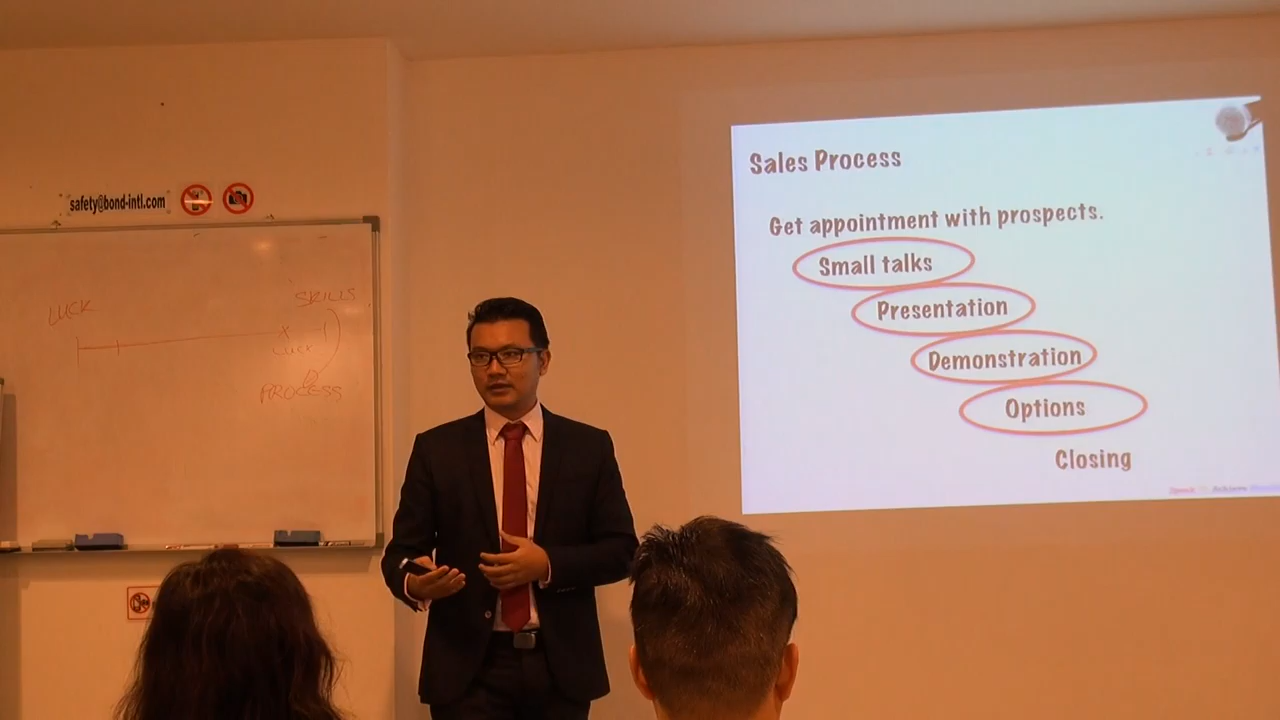 safety@bond-intl.com
LUCK
SKILLS
LUCK
PROCESS
Sales Process
Get appointment with prospects.
Small talks
Presentation
Demonstration
Options
Closing